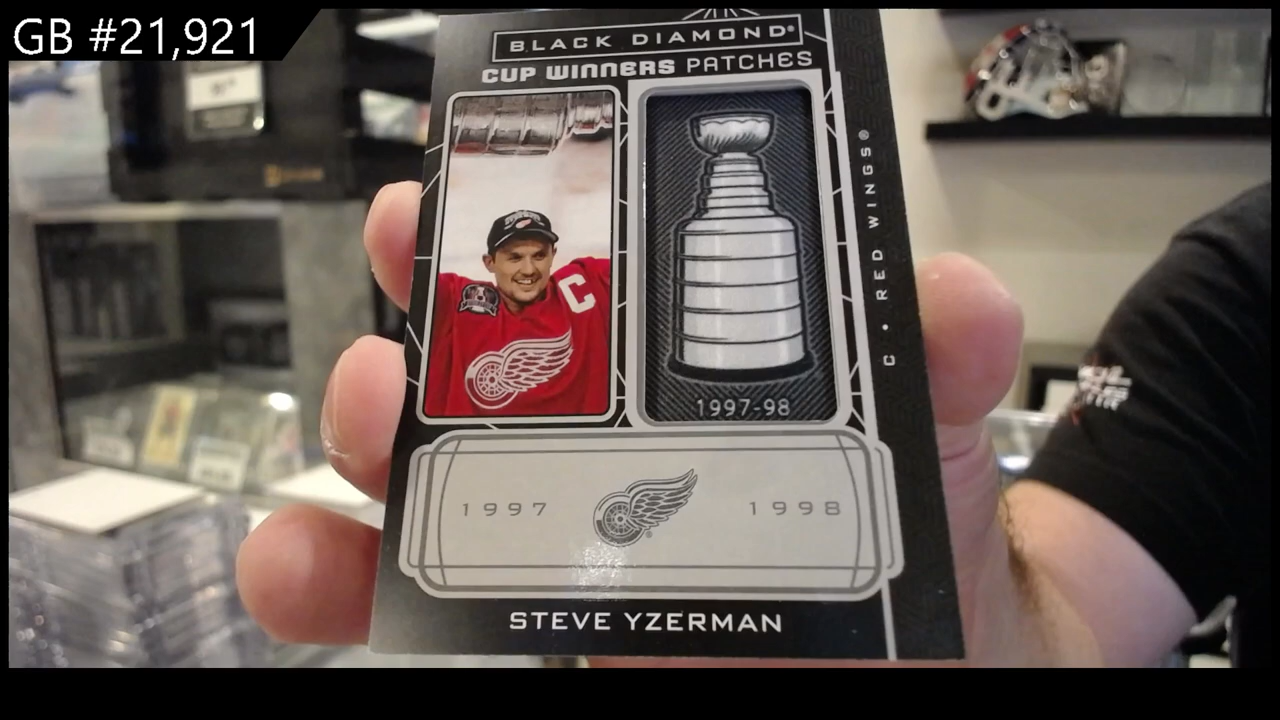 GB #21,921
BLACK DIAMOND®
CUP WINNERS PATCHES
C
1997-98
C • RED WINGS®
1997 1998
STEVE YZERMAN